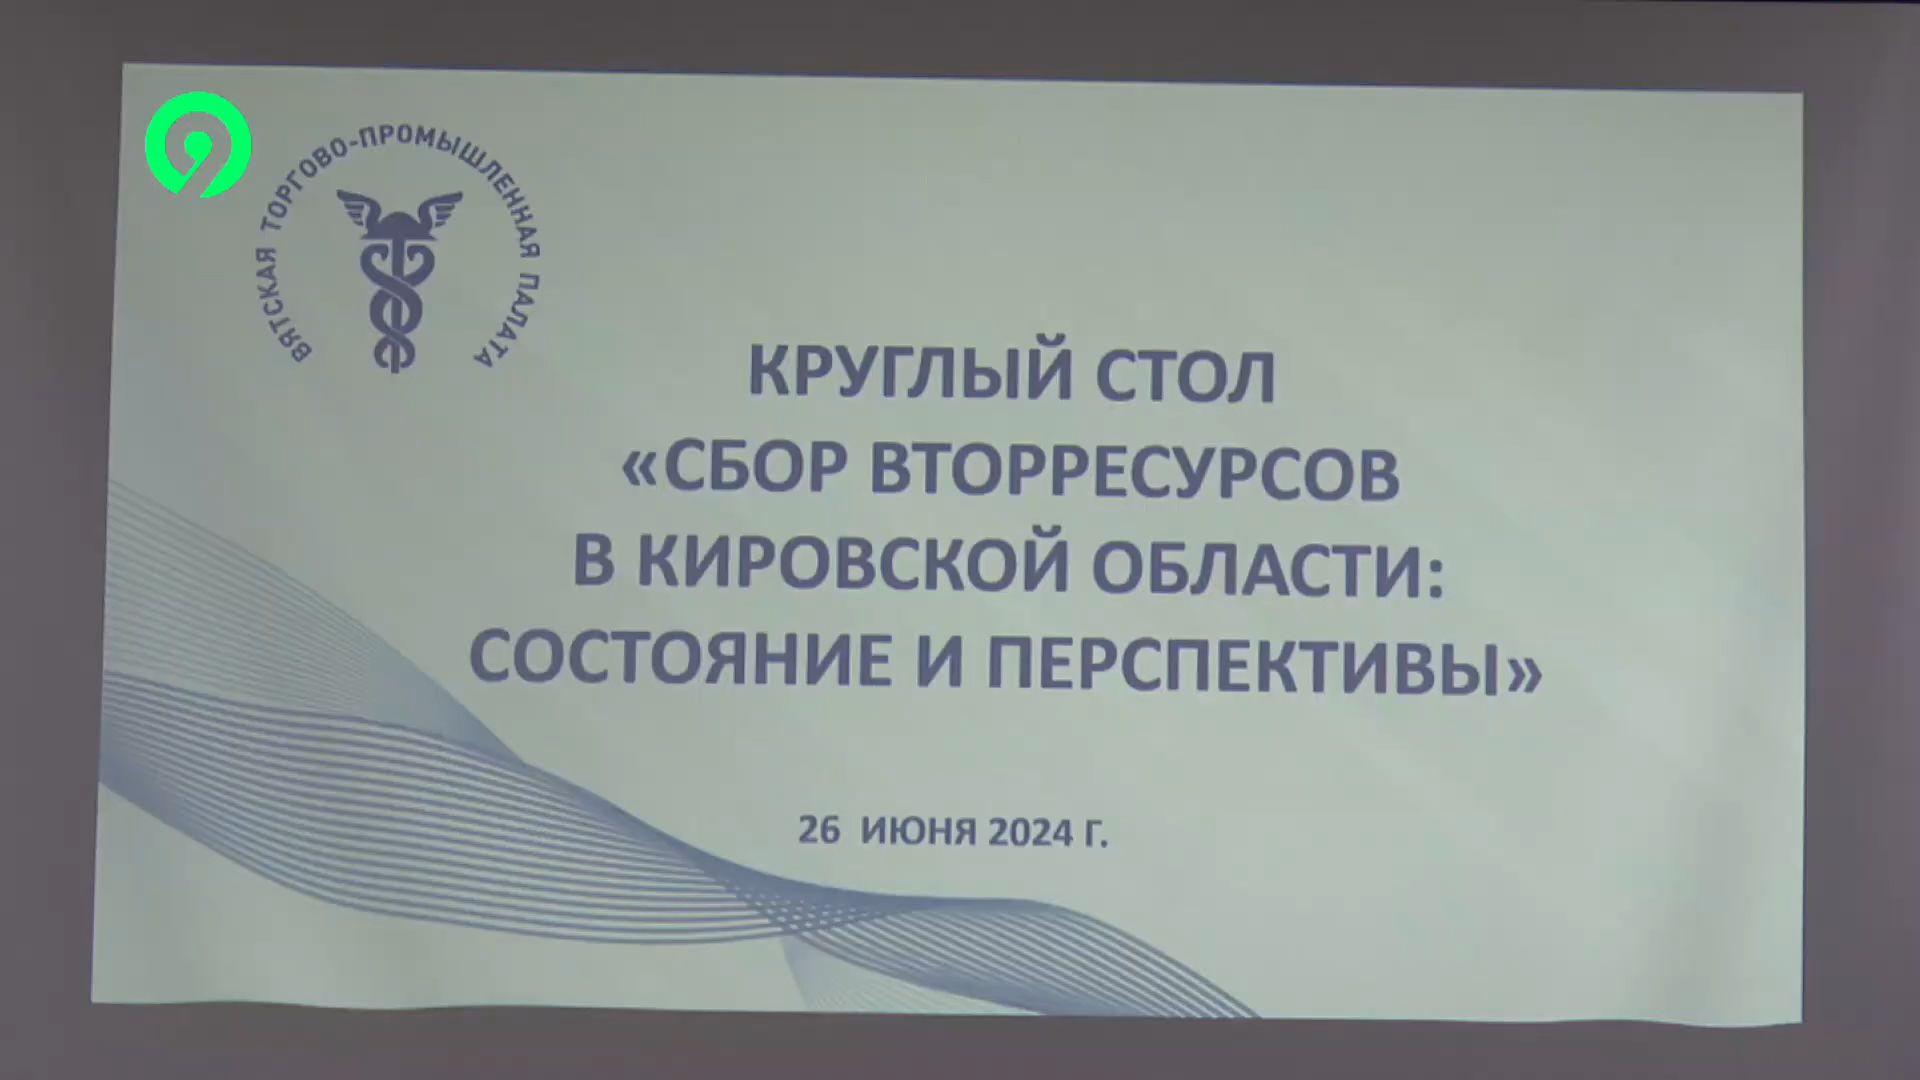 ВЯТСКАЯ ТОРГОВО-ПРОМЫШЛЕННАЯ ПАЛАТА
КРУГЛЫЙ СТОЛ
«СБОР ВТОРРЕСУРСОВ
В КИРОВСКОЙ ОБЛАСТИ:
СОСТОЯНИЕ И ПЕРСПЕКТИВЫ»
26 ИЮНЯ 2024 Г.